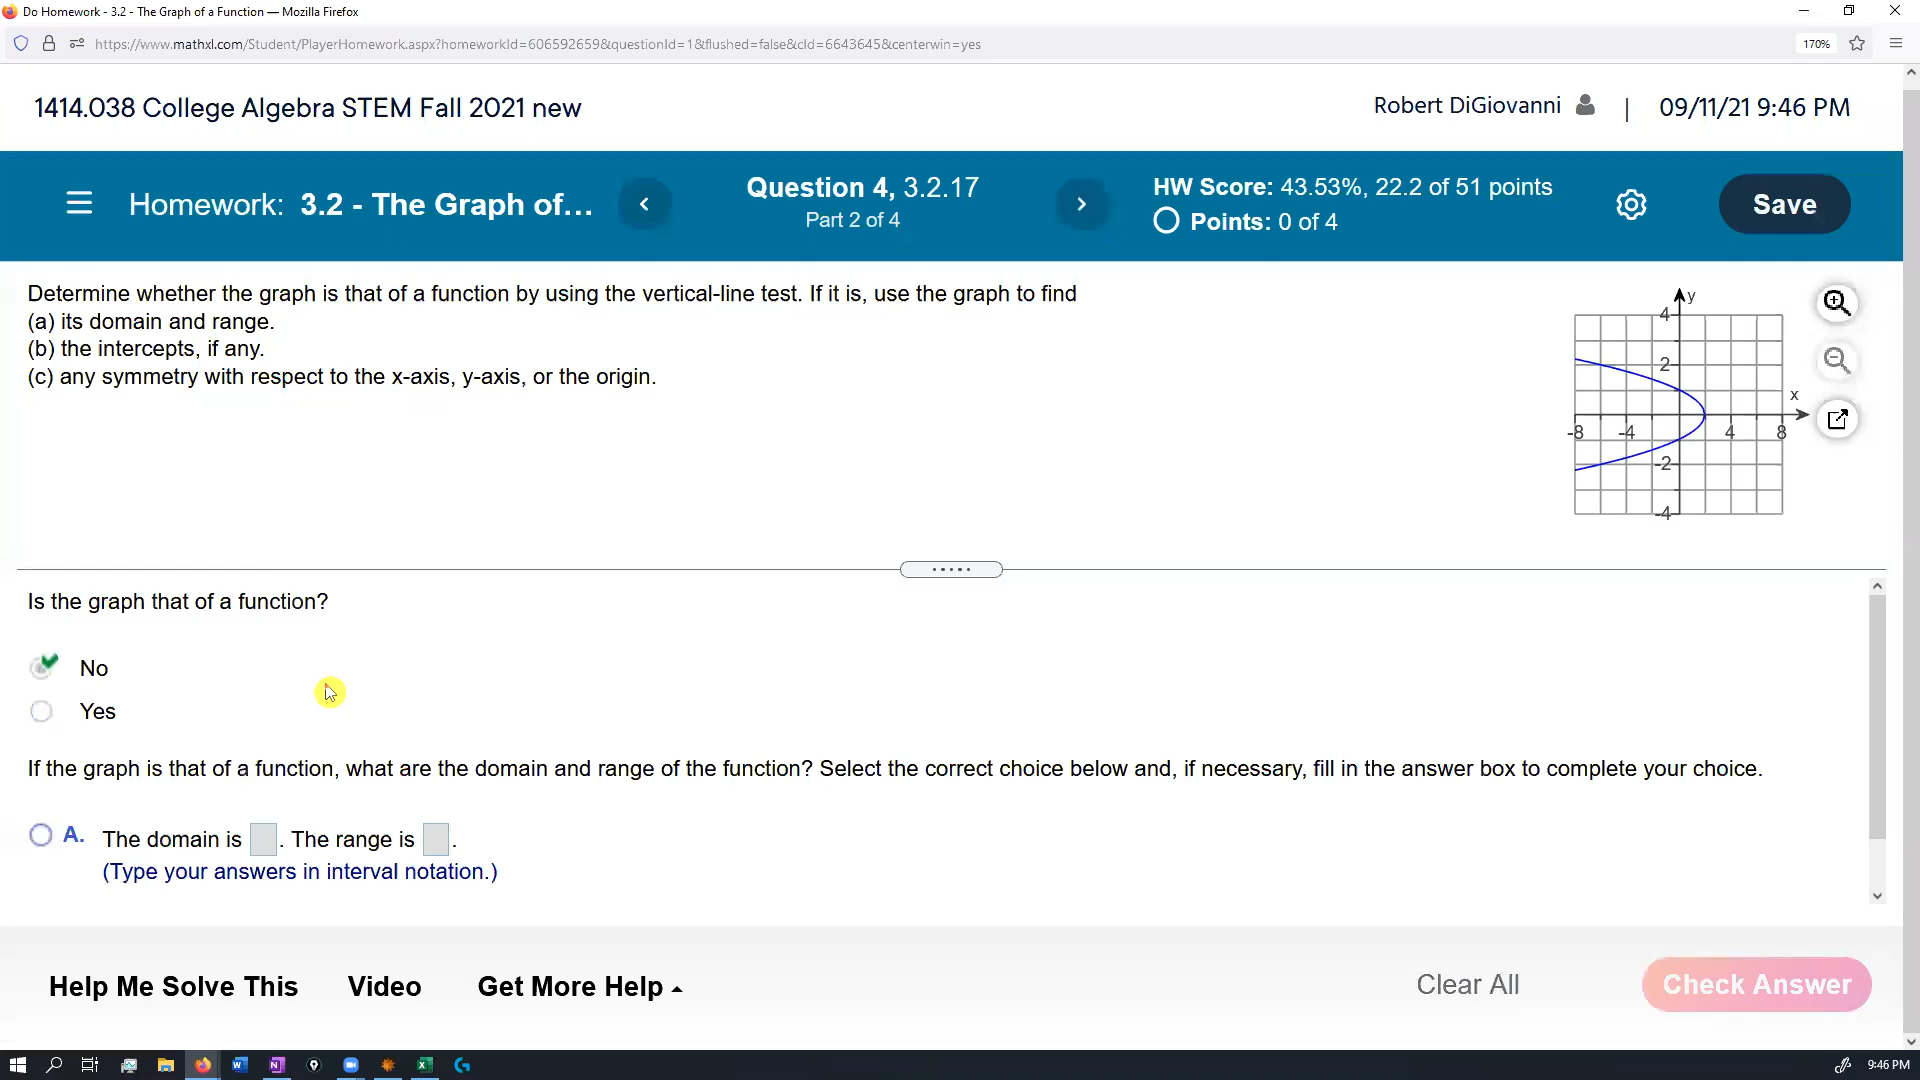 Do Homework - 3.2 - The Graph of a Function — Mozilla Firefox
https://www.mathxl.com/Student/PlayerHomework.aspx?homeworkId=606592659&questionId=1&flushed=false&cId=6643645&centerwin=yes
170%
1414.038 College Algebra STEM Fall 2021 new
Robert DiGiovanni | 09/11/21 9:46 PM
Homework: 3.2 - The Graph of...
Question 4, 3.2.17
Part 2 of 4
HW Score: 43.53%, 22.2 of 51 points
Points: 0 of 4
Save
Determine whether the graph is that of a function by using the vertical-line test. If it is, use the graph to find
(a) its domain and range.
(b) the intercepts, if any.
(c) any symmetry with respect to the x-axis, y-axis, or the origin.
y
4
2
x
-8 -4 4 8
-2
-4
Is the graph that of a function?
No
Yes
If the graph is that of a function, what are the domain and range of the function? Select the correct choice below and, if necessary, fill in the answer box to complete your choice.
A. The domain is . The range is .
(Type your answers in interval notation.)
Help Me Solve This
Video
Get More Help
Clear All
Check Answer
9:46 PM